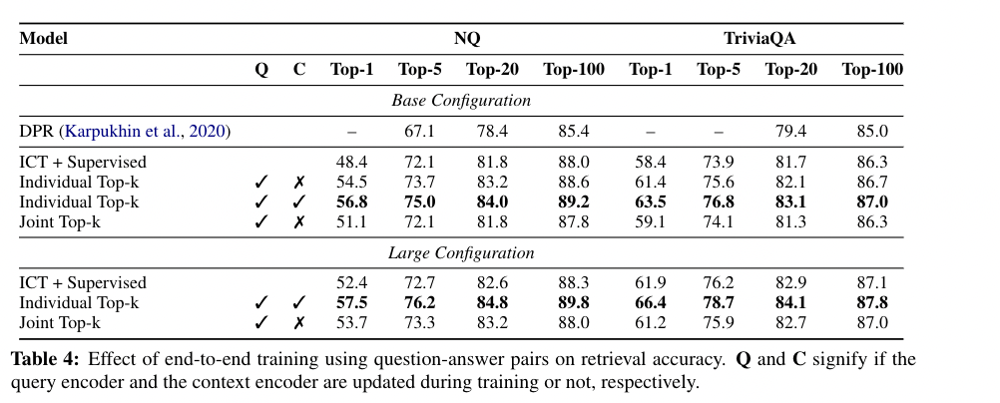 Model NQ TriviaQA
Q C Top-1 Top-5 Top-20 Top-100 Top-1 Top-5 Top-20 Top-100
Base Configuration
DPR (Karpukhin et al., 2020) – 67.1 78.4 85.4 – – 79.4 85.0
ICT + Supervised 48.4 72.1 81.8 88.0 58.4 73.9 81.7 86.3
Individual Top-k ✓ ✗ 54.5 73.7 83.2 88.6 61.4 75.6 82.1 86.7
Individual Top-k ✓ ✓ 56.8 75.0 84.0 89.2 63.5 76.8 83.1 87.0
Joint Top-k ✓ ✗ 51.1 72.1 81.8 87.8 59.1 74.1 81.3 86.3
Large Configuration
ICT + Supervised 52.4 72.7 82.6 88.3 61.9 76.2 82.9 87.1
Individual Top-k ✓ ✓ 57.5 76.2 84.8 89.8 66.4 78.7 84.1 87.8
Joint Top-k ✓ ✗ 53.7 73.3 83.2 88.0 61.2 75.9 82.7 87.0
Table 4: Effect of end-to-end training using question-answer pairs on retrieval accuracy. Q and C signify if the
query encoder and the context encoder are updated during training or not, respectively.